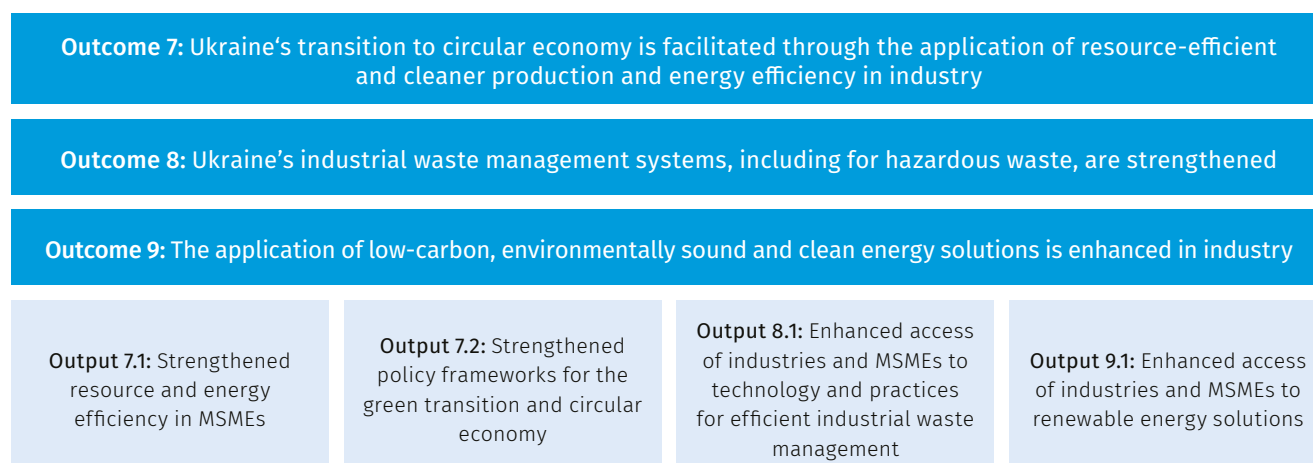 Outcome 7: Ukraine‘s transition to circular economy is facilitated through the application of resource-efficient
and cleaner production and energy efficiency in industry
Outcome 8: Ukraine’s industrial waste management systems, including for hazardous waste, are strengthened
Outcome 9: The application of low-carbon, environmentally sound and clean energy solutions is enhanced in industry
Output 7.1: Strengthened
resource and energy
efficiency in MSMEs
Output 7.2: Strengthened
policy frameworks for the
green transition and circular
economy
Output 8.1: Enhanced access
of industries and MSMEs to
technology and practices
for efficient industrial waste
management
Output 9.1: Enhanced access
of industries and MSMEs to
renewable energy solutions